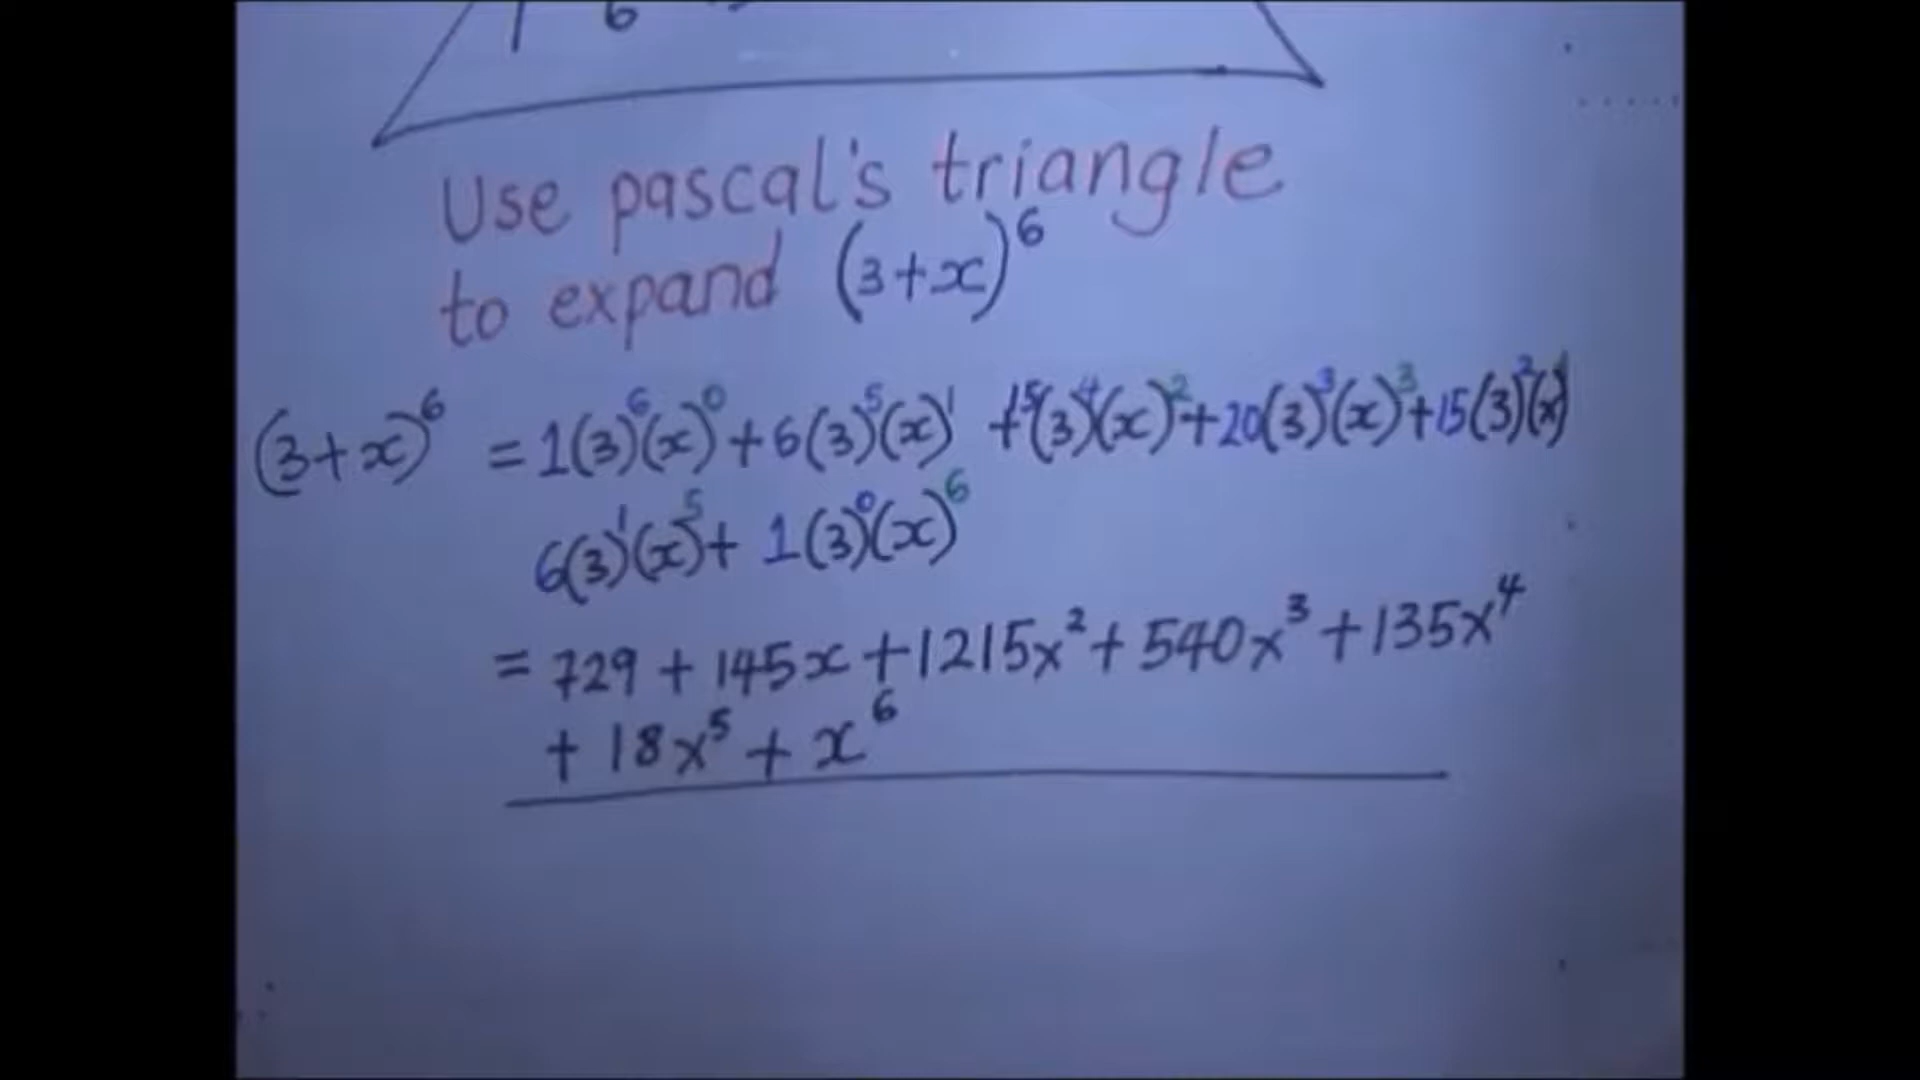 1 6
Use pascal's triangle
to expand (3+x)^6
(3+x)^6 = 1(3)^6(x)^0 + 6(3)^5(x)^1 + 15(3)^4(x)^2 + 20(3)^3(x)^3 + 15(3)^2(x)
6(3)^1(x)^5 + 1(3)^0(x)^6
= 729 + 145x + 1215x^2 + 540x^3 + 135x^4
+ 18x^5 + x^6